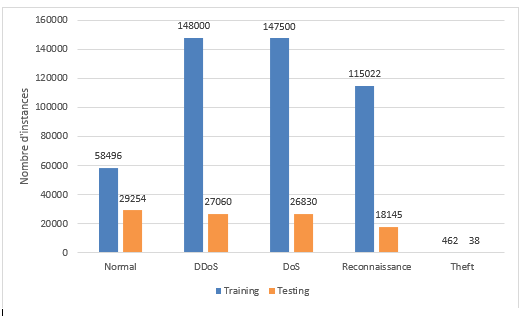 160000
148000
147500
140000
120000
115022
100000
Nombre d'instances
80000
60000
58496
40000
29254
27060
26830
20000
18145
462
38
0
Normal
DDoS
DoS
Reconnaissance
Theft
Training
Testing